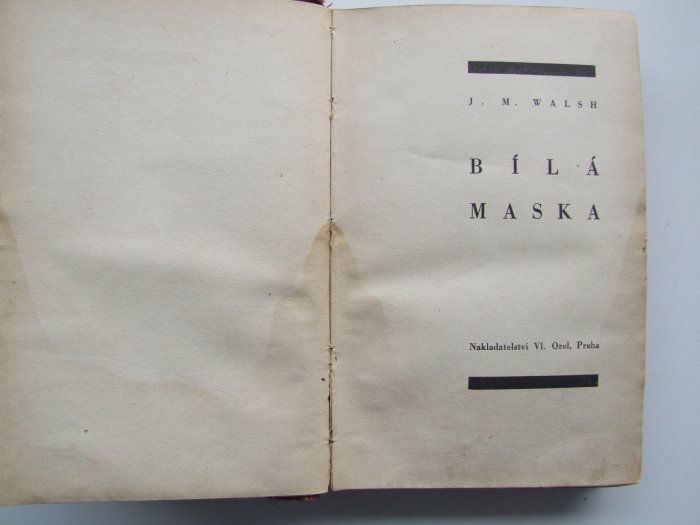 J. M. WALSH
BÍLÁ
MASKA
Nakladatelství Vl. Orel, Praha